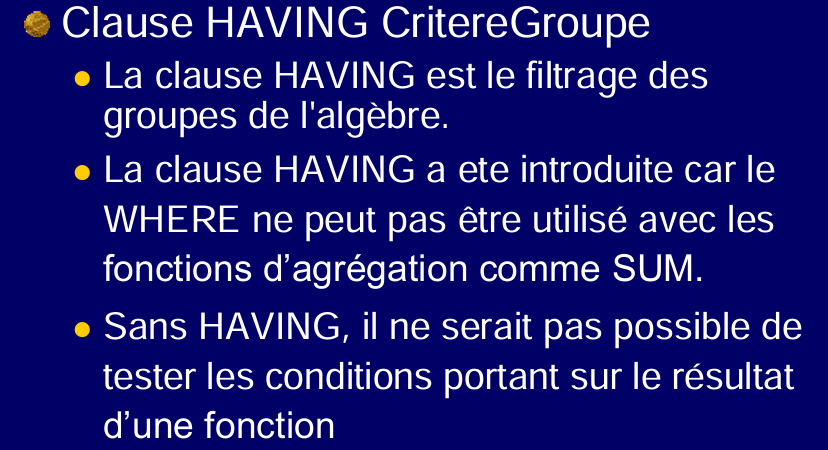 Clause HAVING CritereGroupe
La clause HAVING est le filtrage des
groupes de l'algèbre.
La clause HAVING a ete introduite car le
WHERE ne peut pas être utilisé avec les
fonctions d’agrégation comme SUM.
Sans HAVING, il ne serait pas possible de
tester les conditions portant sur le résultat
d’une fonction